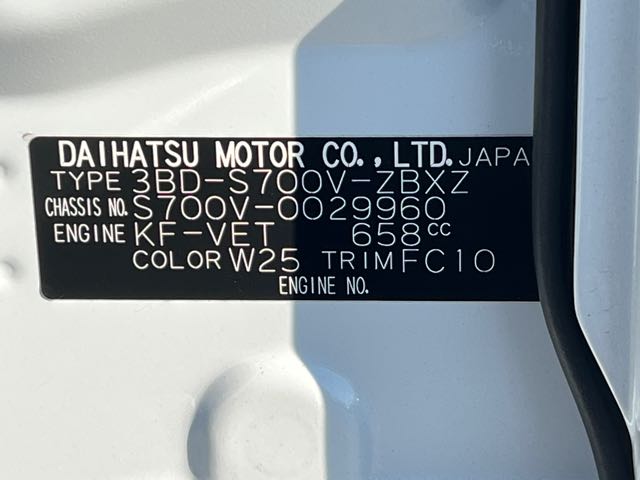 DAIHATSU MOTOR CO., LTD. JAPA
TYPE 3BD-S700V-ZBXZ
CHASSIS NO. S700V-0029960
ENGINE KF-VET 658cc
COLOR W25 TRIM FC10
ENGINE NO.